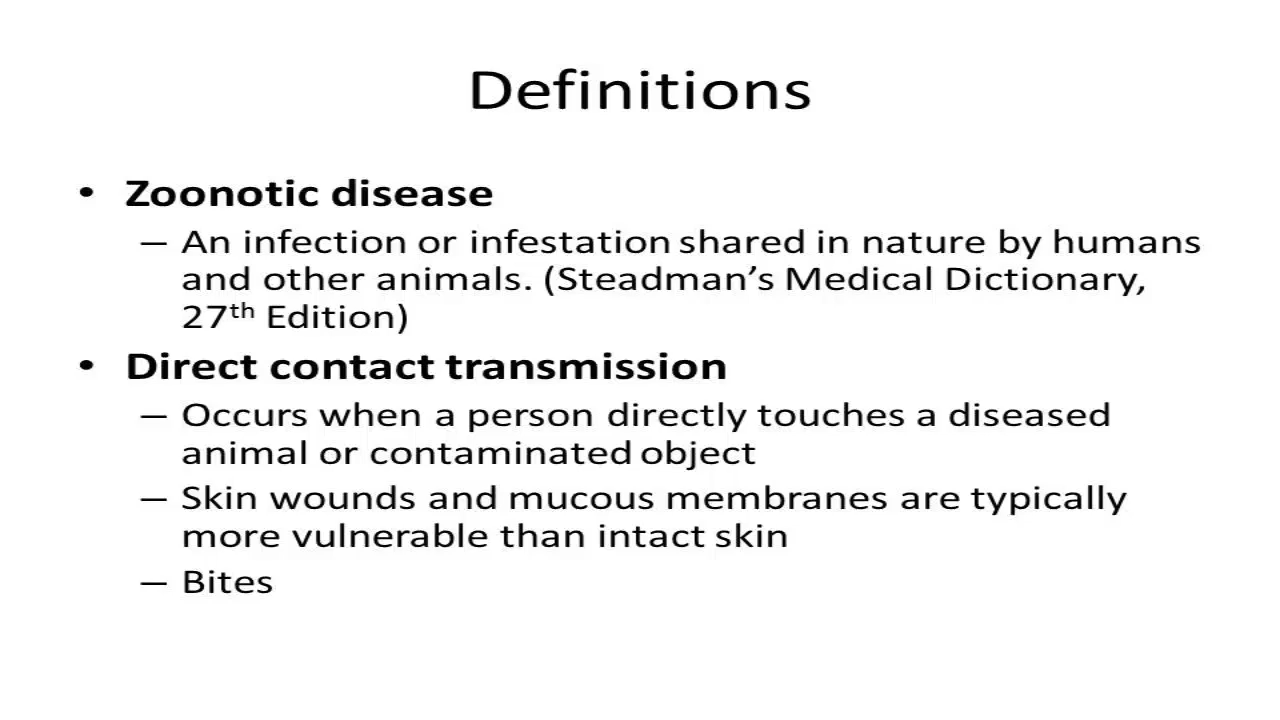 Definitions
• Zoonotic disease
– An infection or infestation shared in nature by humans
and other animals. (Steadman’s Medical Dictionary,
27th Edition)
• Direct contact transmission
– Occurs when a person directly touches a diseased
animal or contaminated object
– Skin wounds and mucous membranes are typically
more vulnerable than intact skin
– Bites